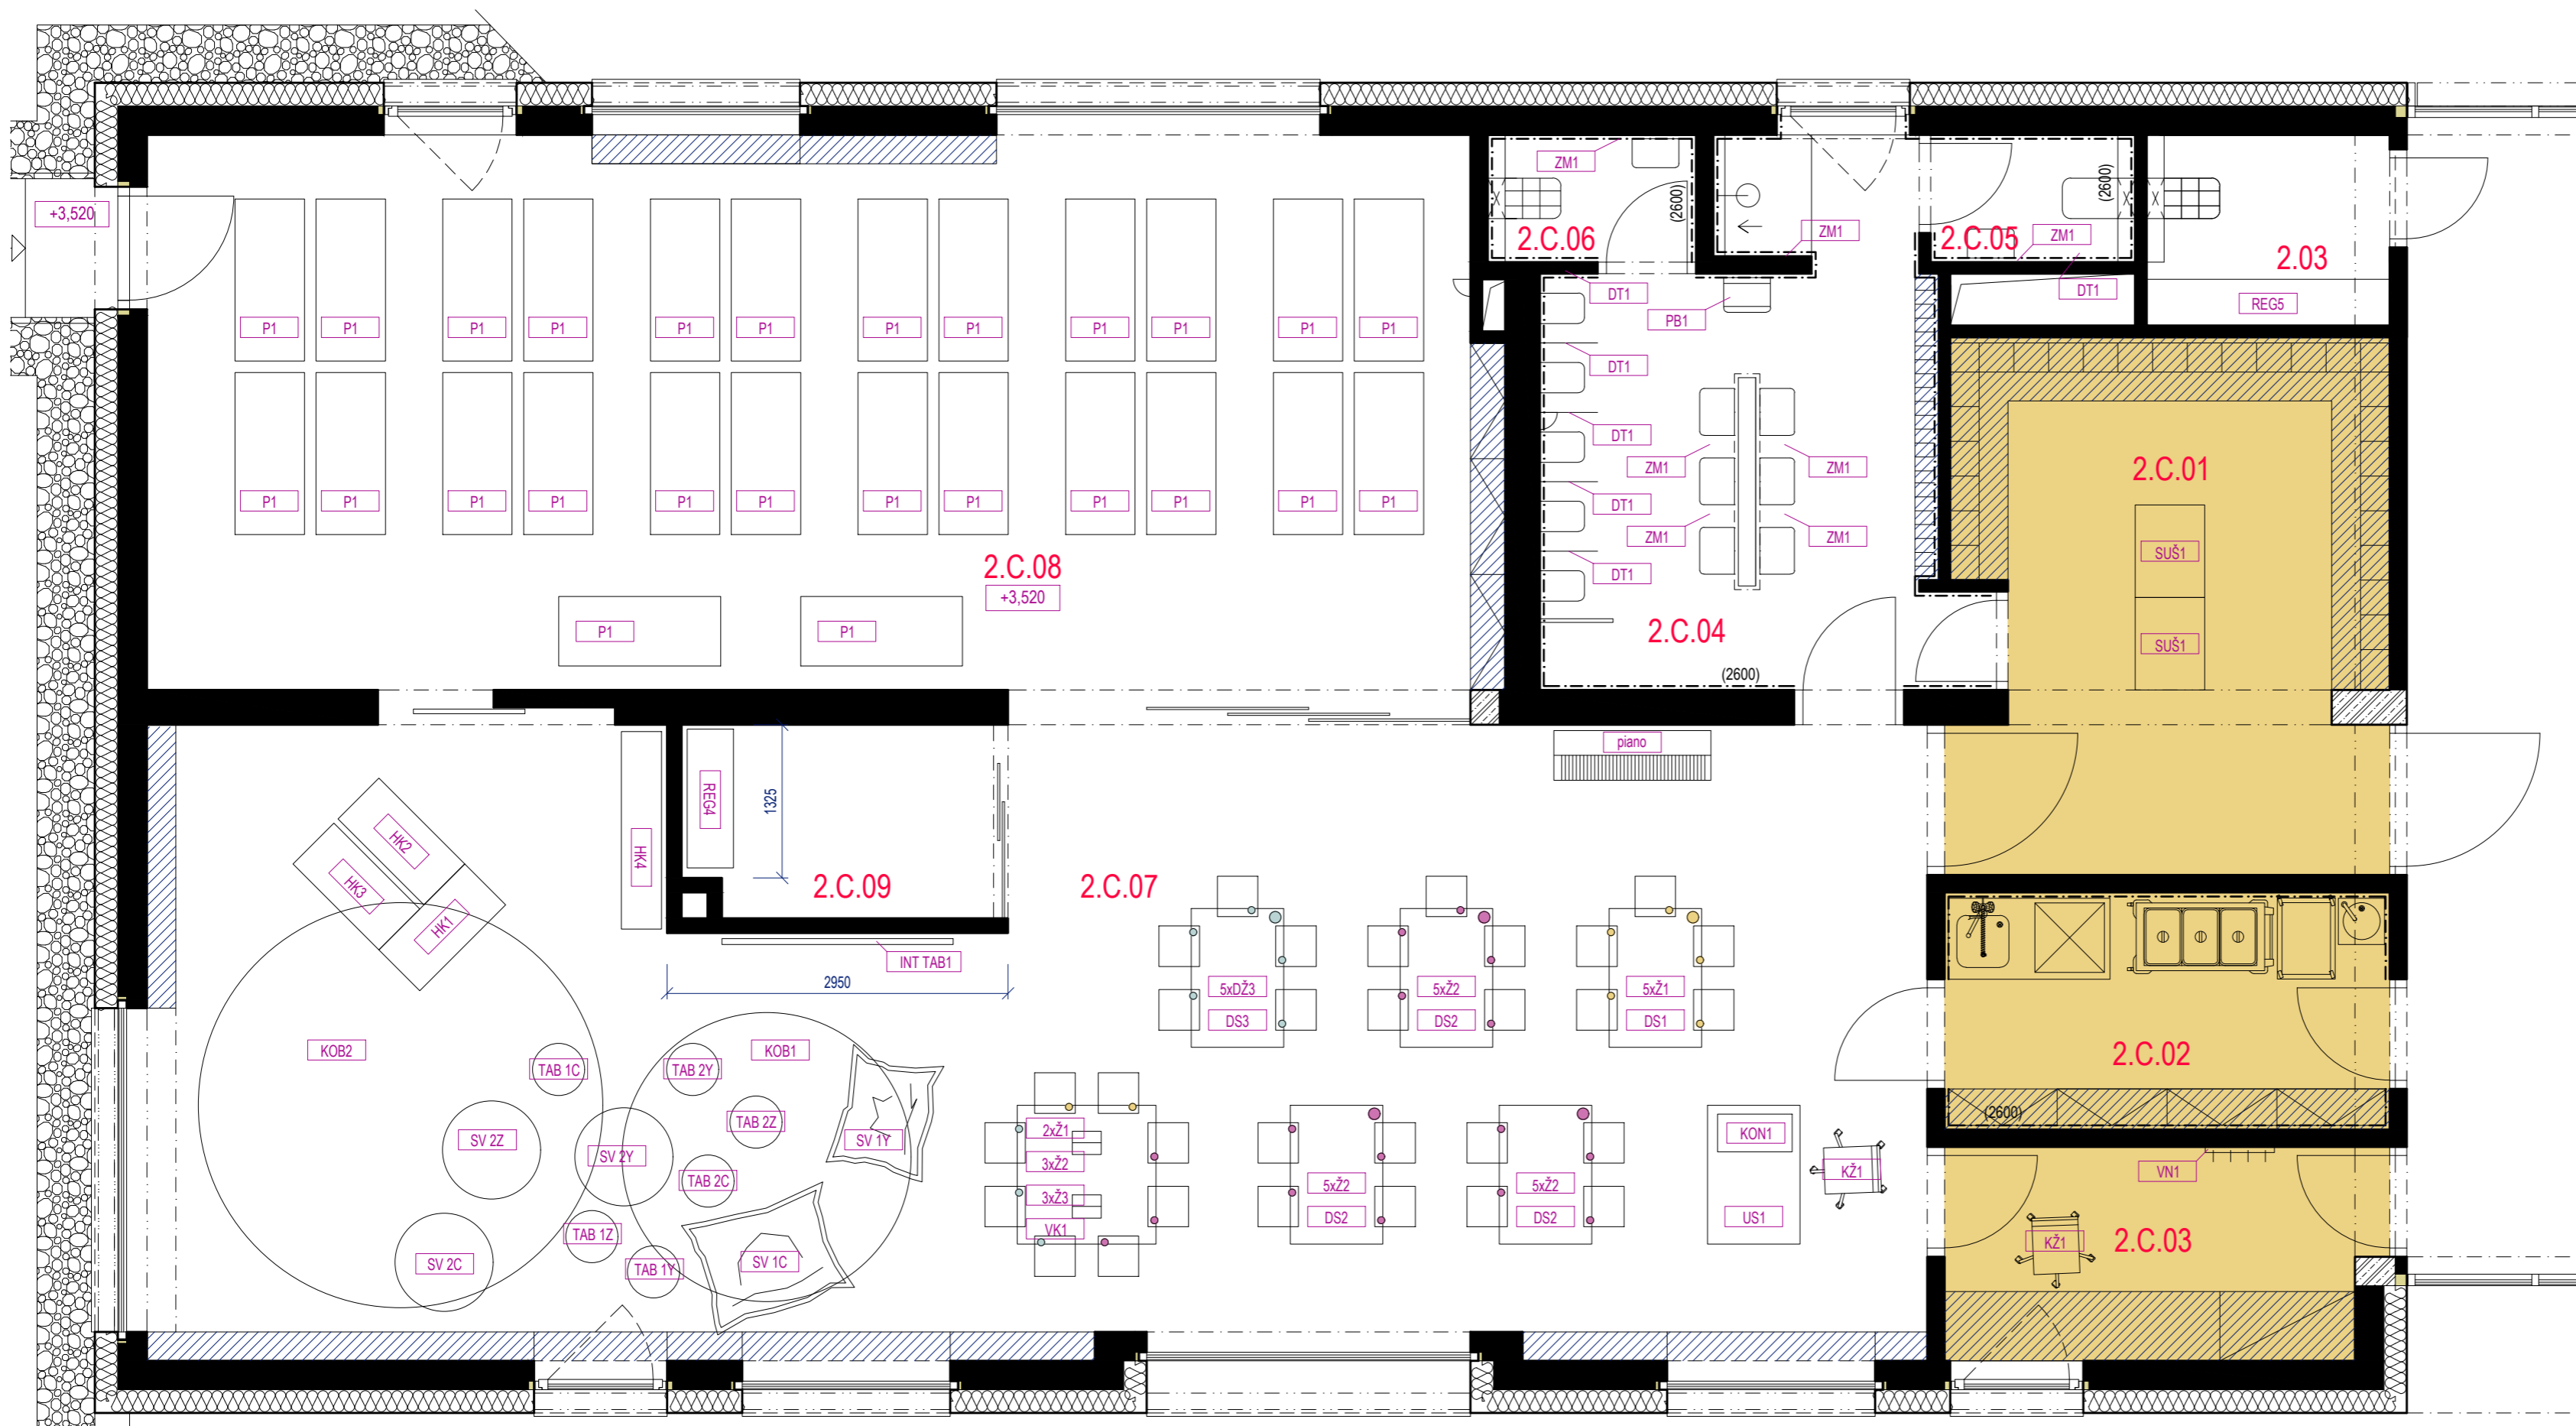 ZM1
(2600)
+3,520
2.C.06
ZM1
2.C.05
ZM1
(2600)
2.03
DT1
DT1
REG5
PB1
P1
P1
P1
P1
P1
P1
P1
P1
P1
P1
P1
P1
DT1
DT1
ZM1
ZM1
2.C.01
P1
P1
P1
P1
P1
P1
P1
P1
P1
P1
P1
P1
DT1
ZM1
ZM1
SUŠ1
2.C.08
+3,520
DT1
P1
P1
2.C.04
SUŠ1
(2600)
piano
REG4
1325
HK2
HK4
HK3
2.C.09
2.C.07
HK1
INT TAB1
2950
5xDŽ3
DS3
5xŽ2
DS2
5xŽ1
DS1
KOB2
KOB1
2.C.02
TAB 1C
TAB 2Y
TAB 2Z
(2600)
SV 2Z
SV 2Y
SV 1Y
2xŽ1
3xŽ2
3xŽ3
VK1
KON1
KŽ1
VN1
TAB 2C
5xŽ2
DS2
5xŽ2
DS2
US1
TAB 1Z
KŽ1
2.C.03
SV 2C
TAB 1Y
SV 1C